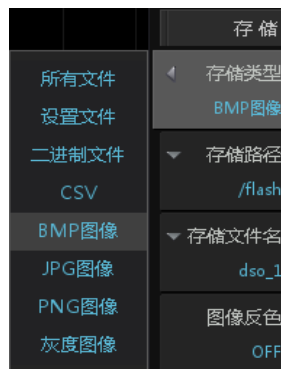 存储
所有文件
设置文件
二进制文件
CSV
BMP图像
JPG图像
PNG图像
灰度图像
存储类型
BMP图像
存储路径
/flash
存储文件名
dso_1
图像反色
OFF